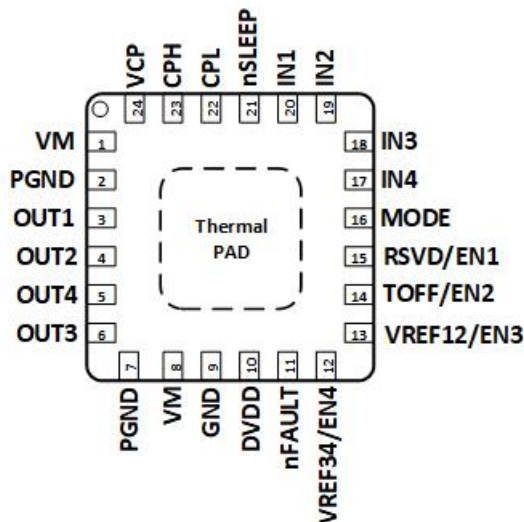 VCP
CPH
CPL
nSLEEP
IN1
IN2
24
23
22
21
20
19
VM 1
18 IN3
PGND 2
17 IN4
OUT1 3
16 MODE
Thermal
PAD
OUT2 4
15 RSVD/EN1
OUT4 5
14 TOFF/EN2
OUT3 6
13 VREF12/EN3
7
8
9
10
11
12
PGND
VM
GND
DVDD
nFAULT
VREF34/EN4